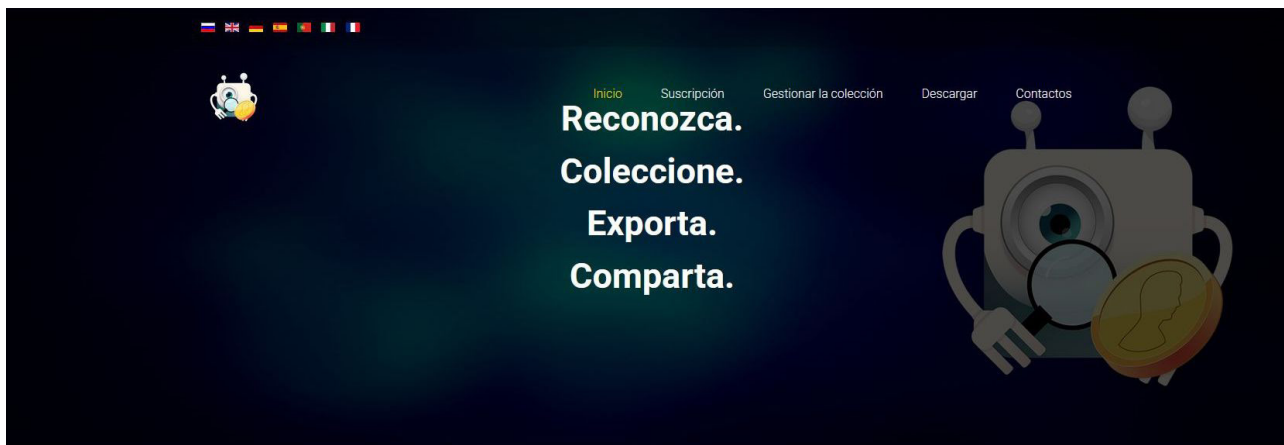 Inicio Suscripción Gestionar la colección Descargar Contactos
Reconozca.
Coleccione.
Exporta.
Comparta.